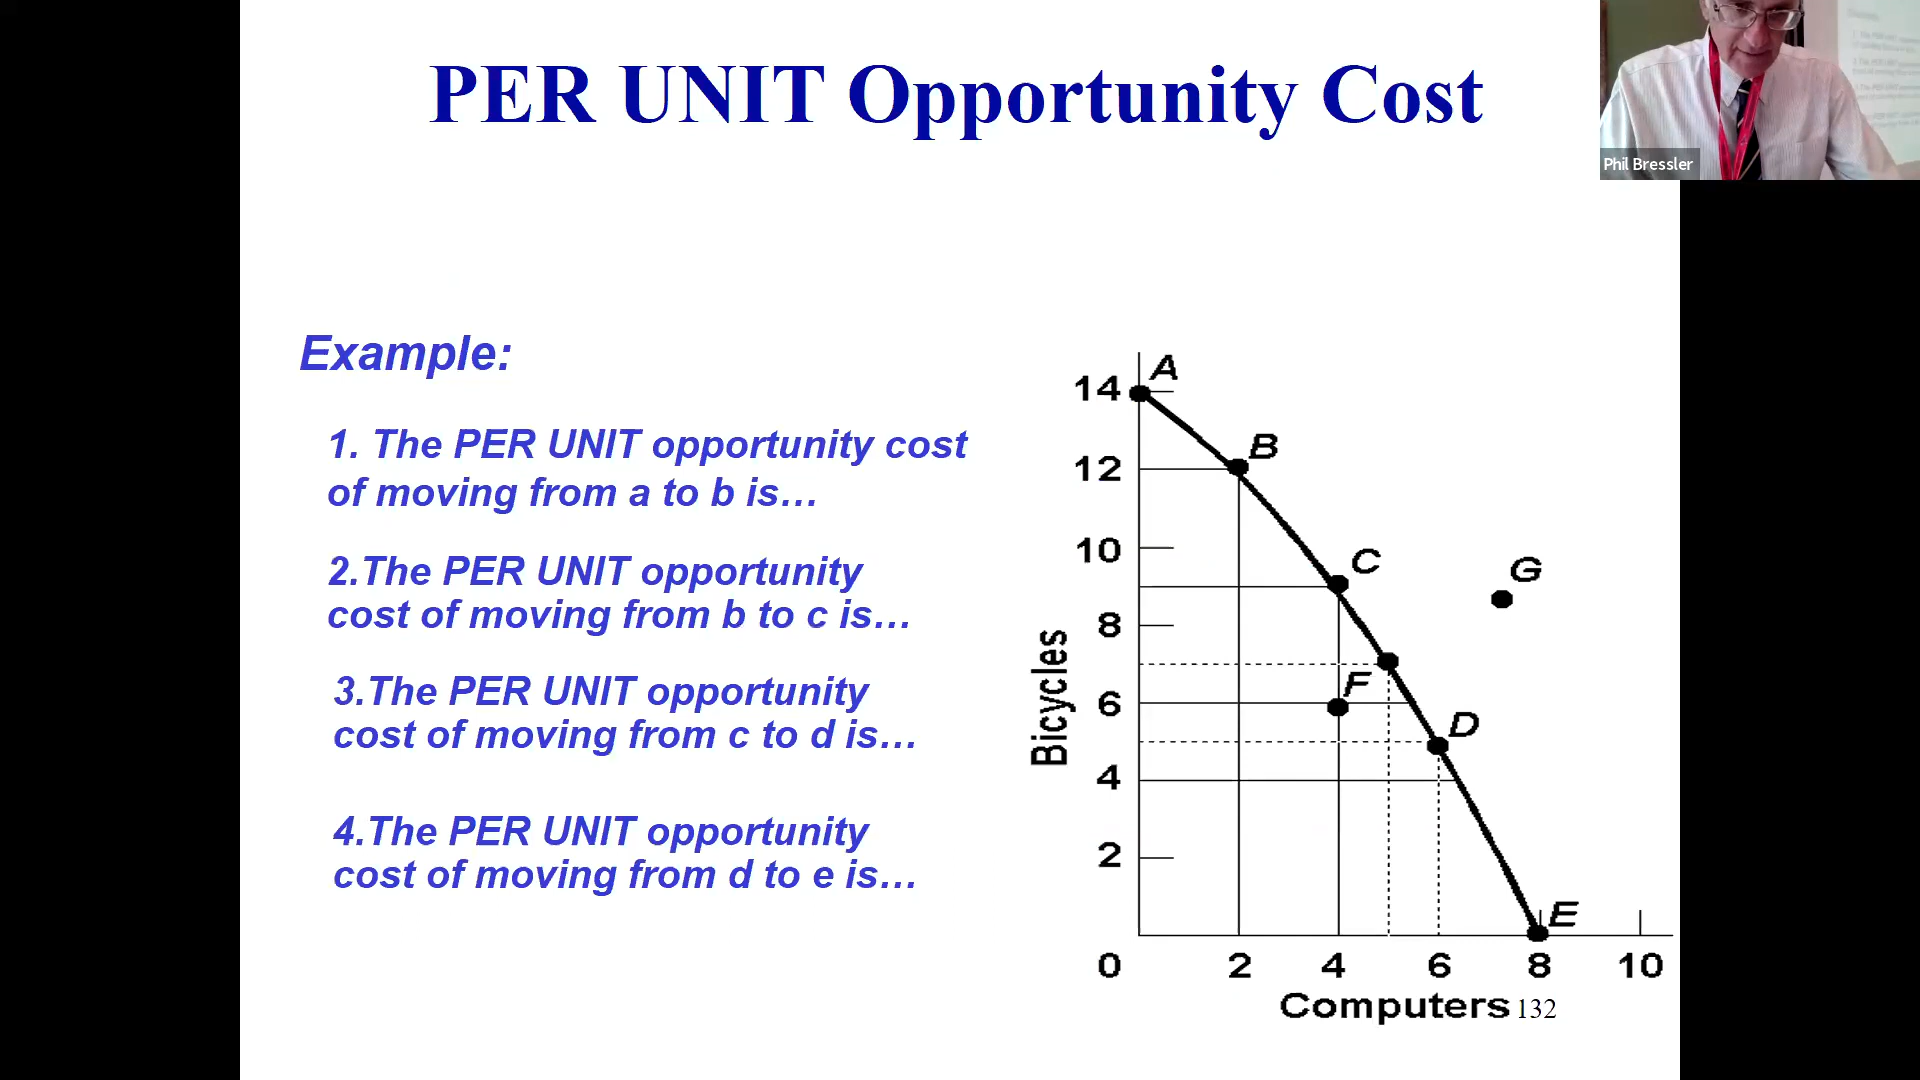 PER UNIT Opportunity Cost
Phil Bressler
Example:
1. The PER UNIT opportunity cost
of moving from a to b is…
2.The PER UNIT opportunity
cost of moving from b to c is…
3.The PER UNIT opportunity
cost of moving from c to d is…
4.The PER UNIT opportunity
cost of moving from d to e is…
A
14
B
12
C
10
G
8
F
D
6
4
2
E
0 2 4 6 8 10
Bicycles
Computers
132